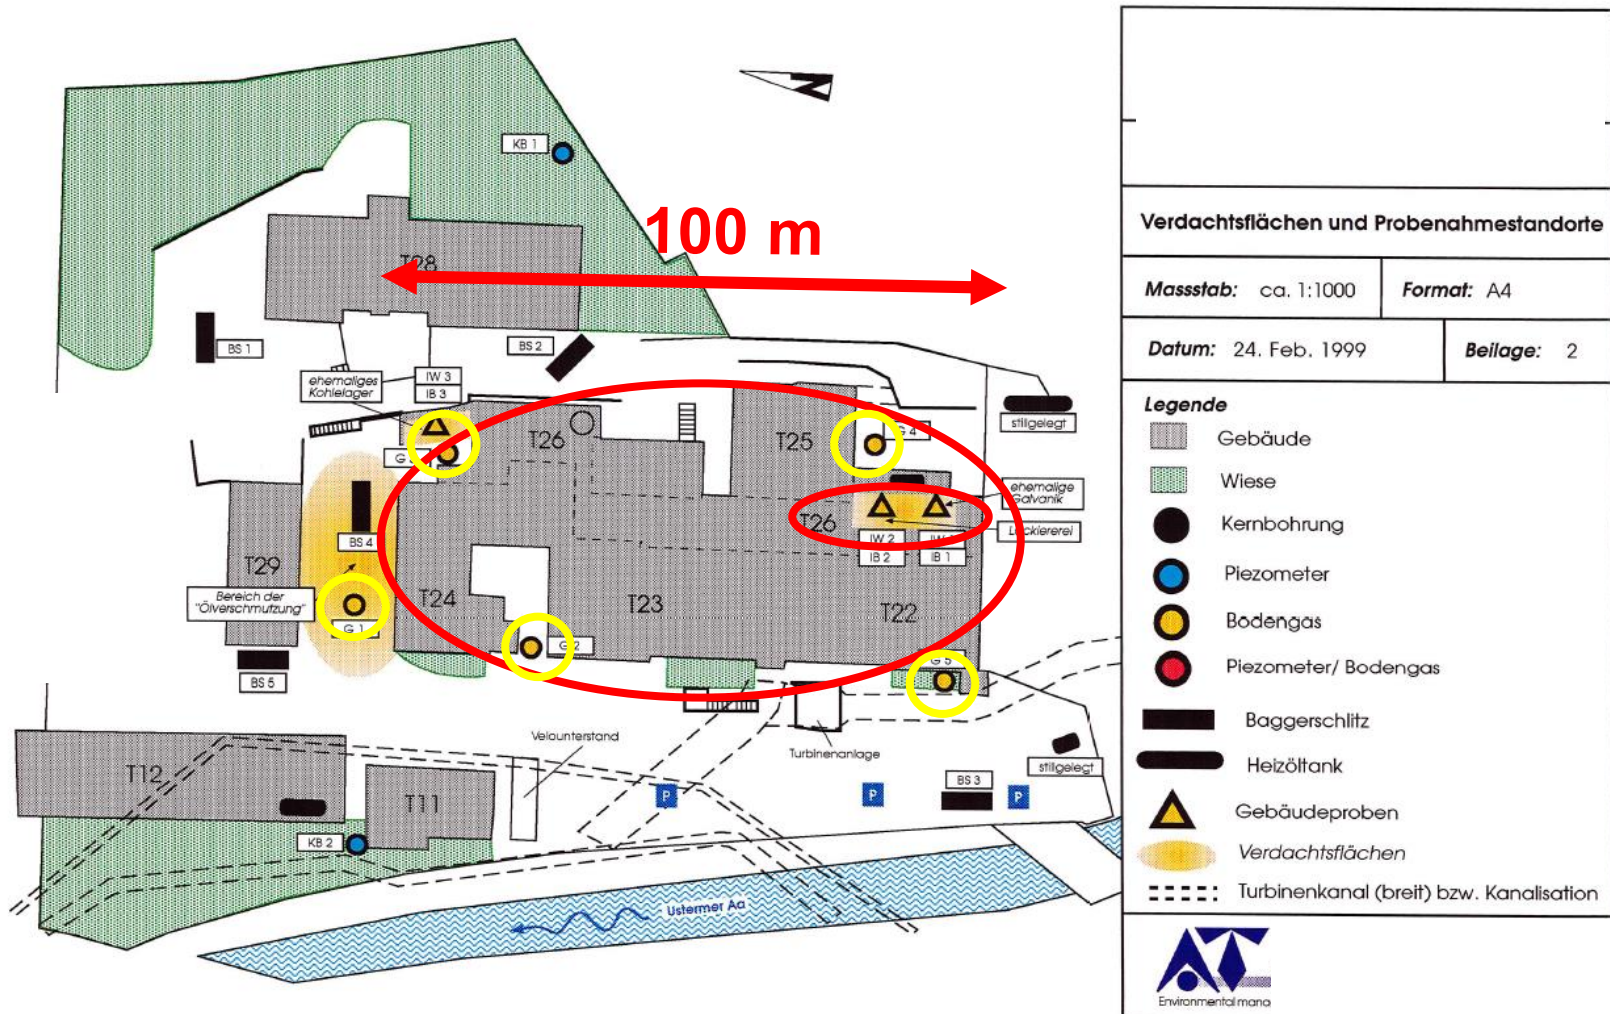 N
KB 1
100 m
T28
BS 1
BS 2
ehemaliges
Kohlelager
IW 3
IB 3
stillgelegt
T26
T25
G 4
G
ehemalige
Galvanik
T26
Lackiererei
IW 2
IB 2
IB 1
BS 4
T29
Bereich der
"Ölverschmutzung"
T24
T23
T22
G 1
G 2
G 5
BS 5
Velounterstand
Turbinenanlage
stillgelegt
T12
T11
BS 3
P
P
P
KB 2
Ustermer Aa
Verdachtsflächen und Probenahmestandorte
Massstab: ca. 1:1000
Format: A4
Datum: 24. Feb. 1999
Beilage: 2
Legende
Gebäude
Wiese
Kernbohrung
Piezometer
Bodengas
Piezometer/ Bodengas
Baggerschlitz
Heizöltank
Gebäudeproben
Verdachtsflächen
Turbinenkanal (breit) bzw. Kanalisation
AT
Environmental mana